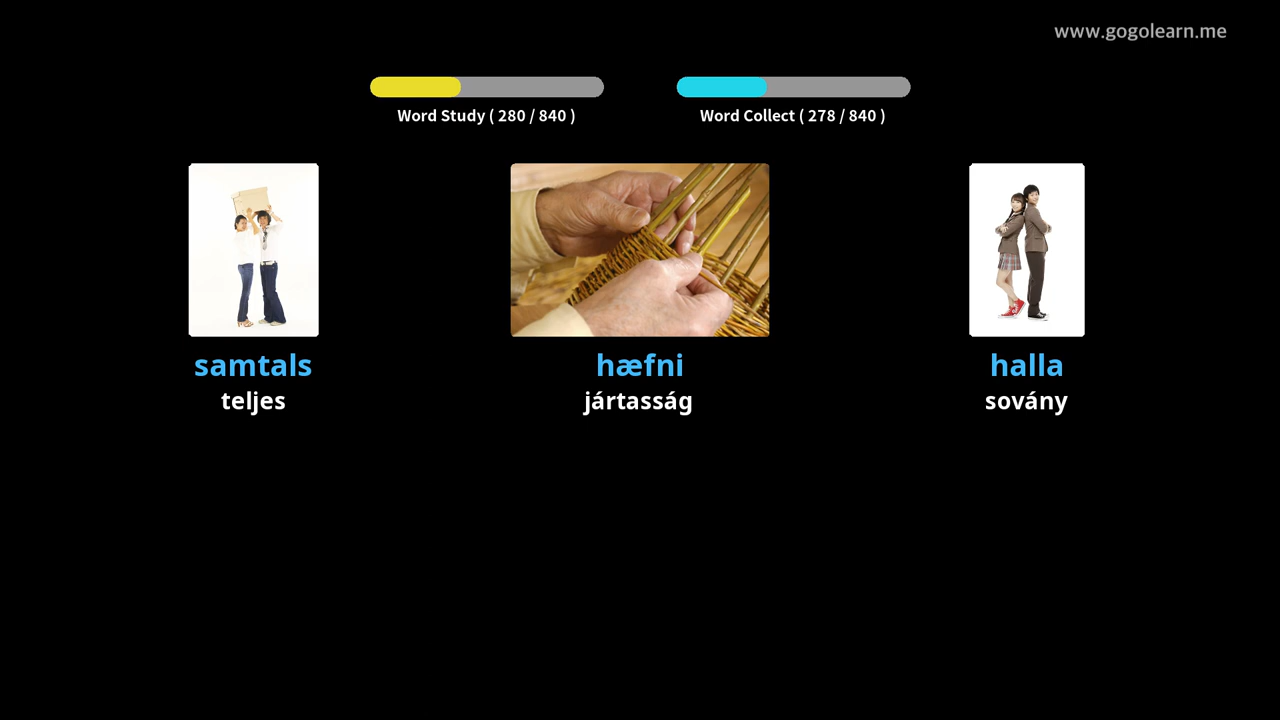 www.gogolearn.me
Word Study ( 280 / 840 )
Word Collect ( 278 / 840 )
samtals
teljes
hæfni
jártasság
halla
sovány